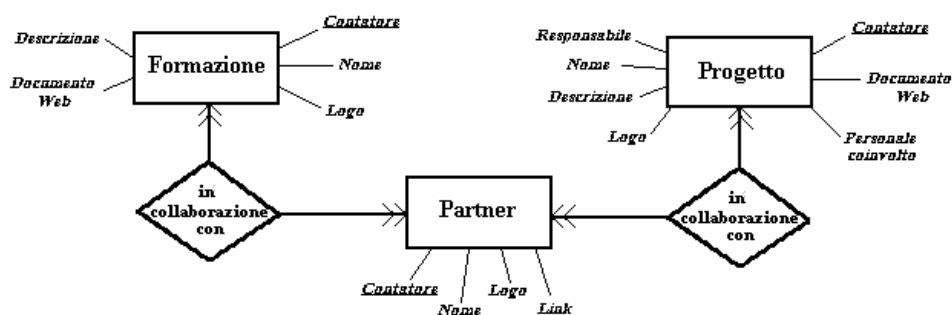 Descrizione
Documento
Web
Formazione
Contatore
Nome
Logo
Responsabile
Nome
Descrizione
Logo
Progetto
Contatore
Documento
Web
Personale
coinvolto
in
collaborazione
con
Partner
in
collaborazione
con
Contatore
Nome
Logo
Link